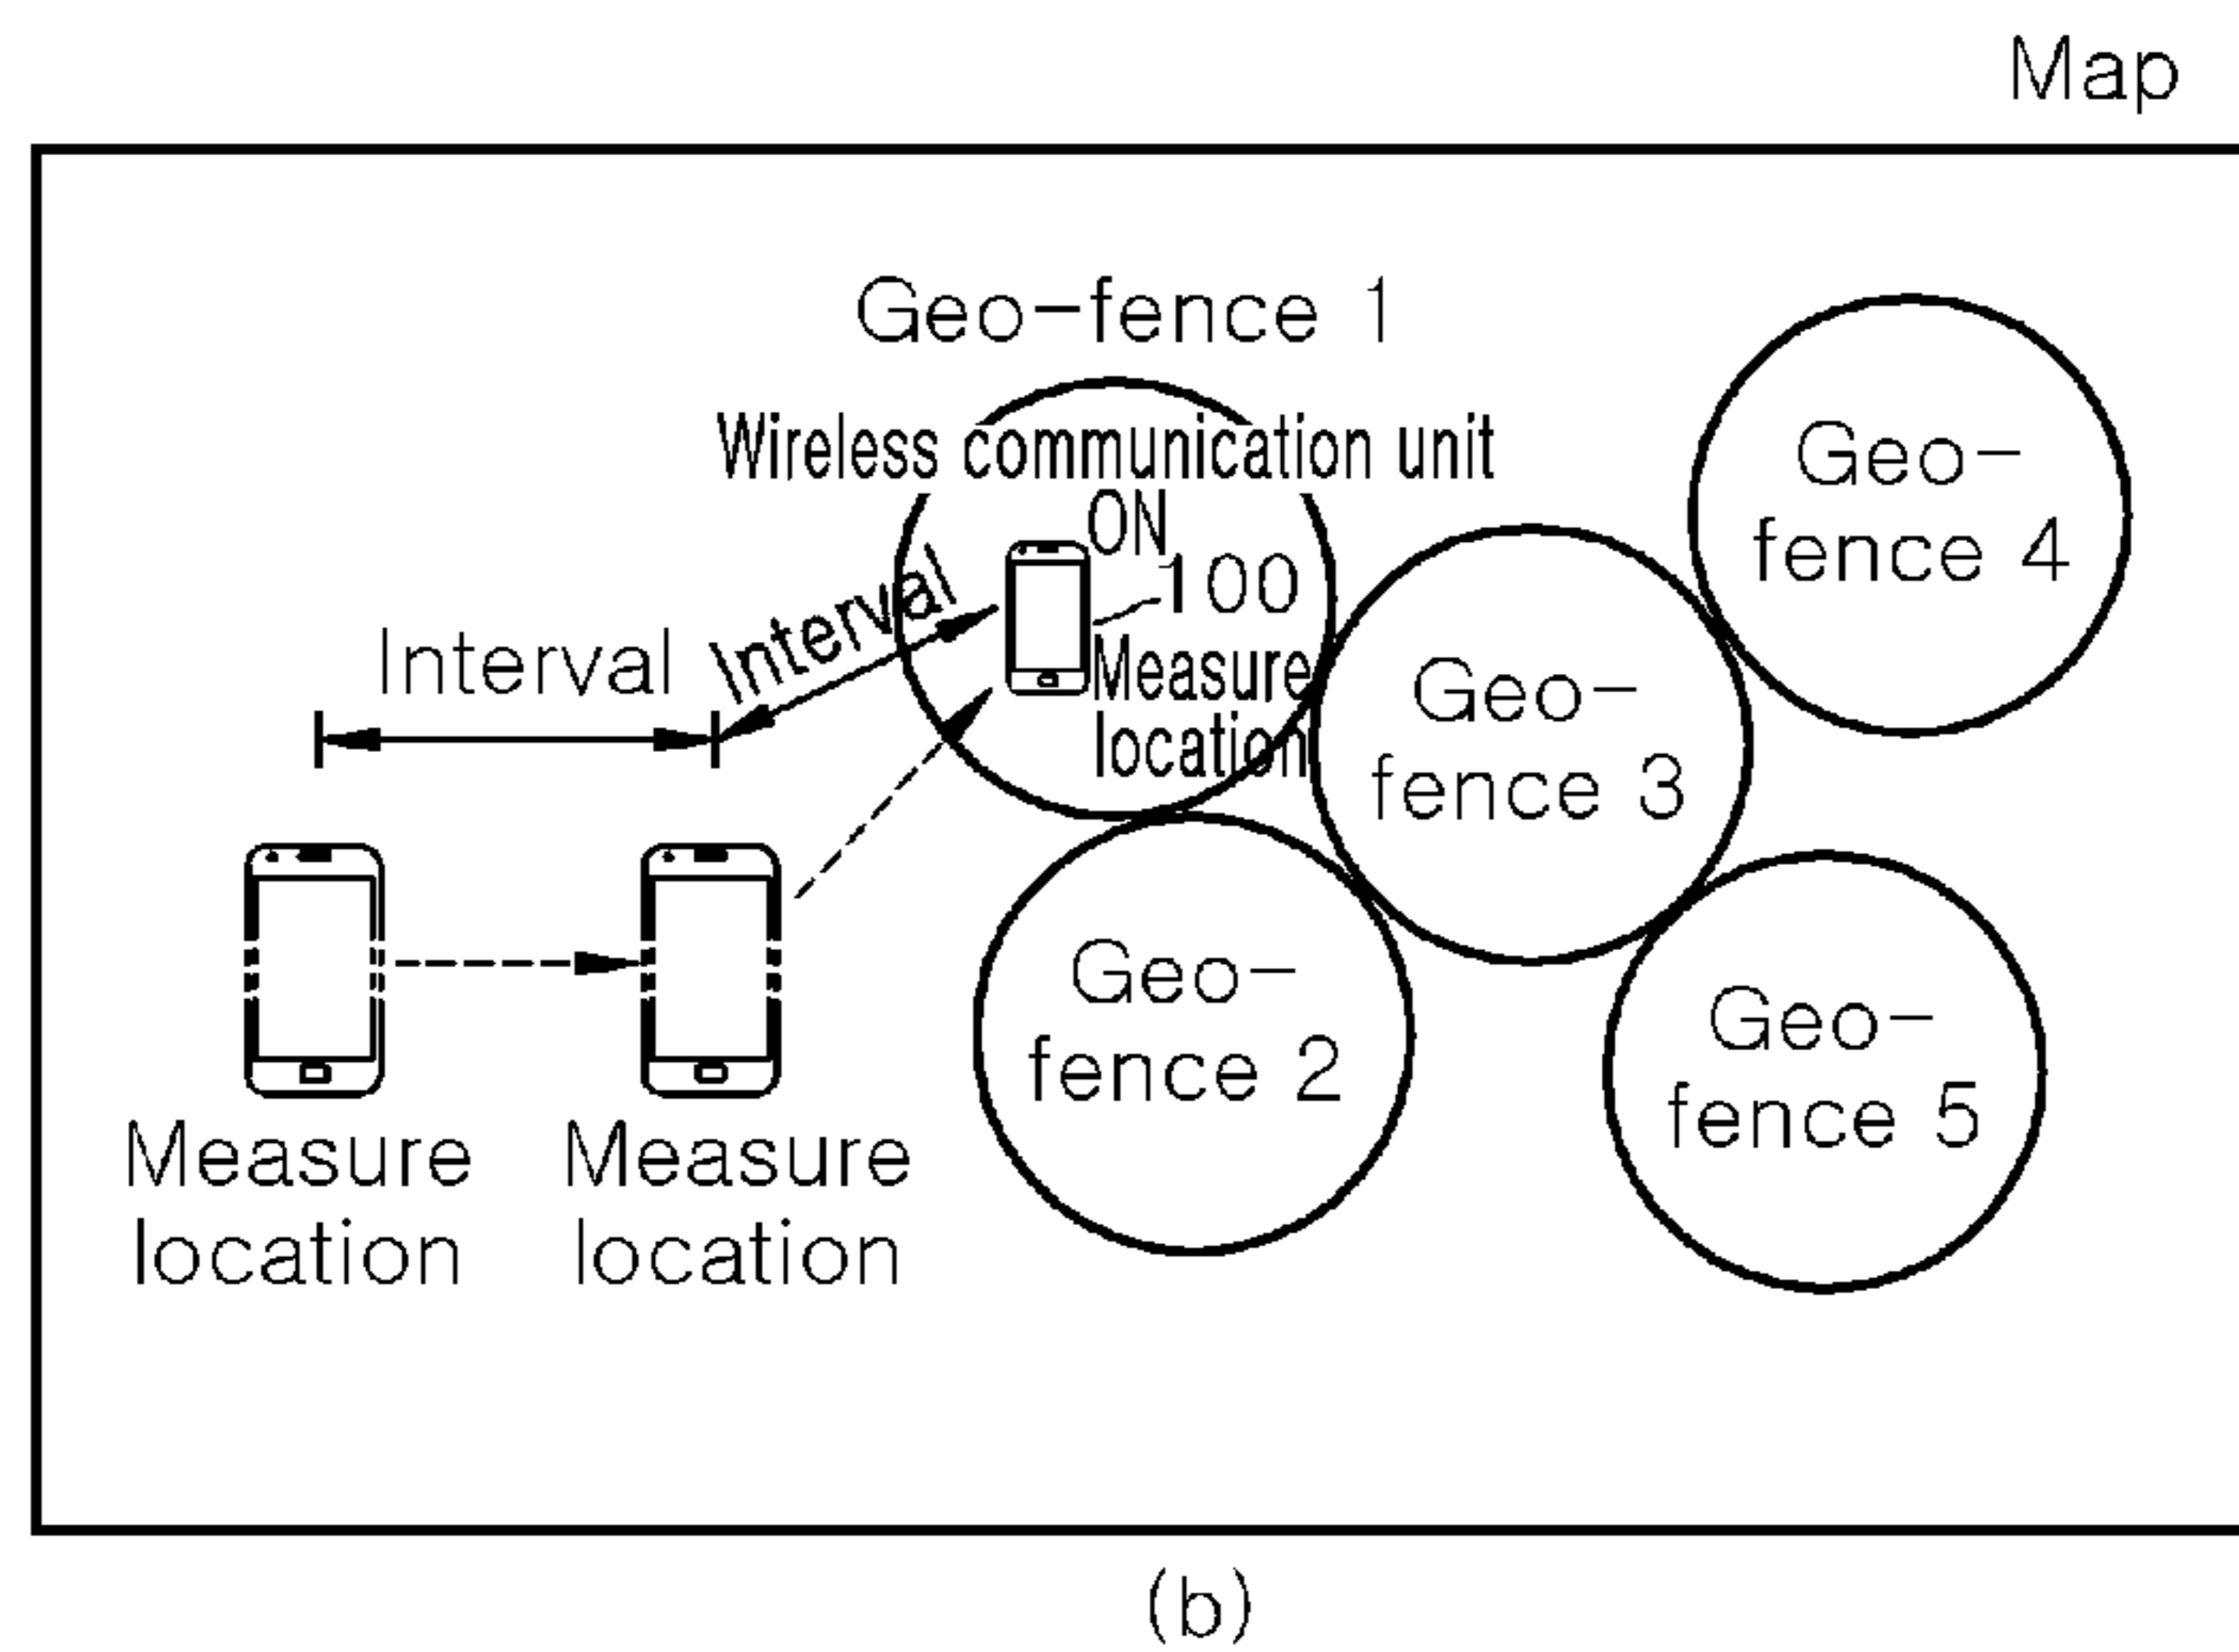 Map
Geo-fence 1
Wireless communication unit
ON
100
Interval
Interval
Measure
location
Geo-
fence 4
Geo-
fence 3
Geo-
fence 2
Geo-
fence 5
Measure
location
Measure
location
(b)